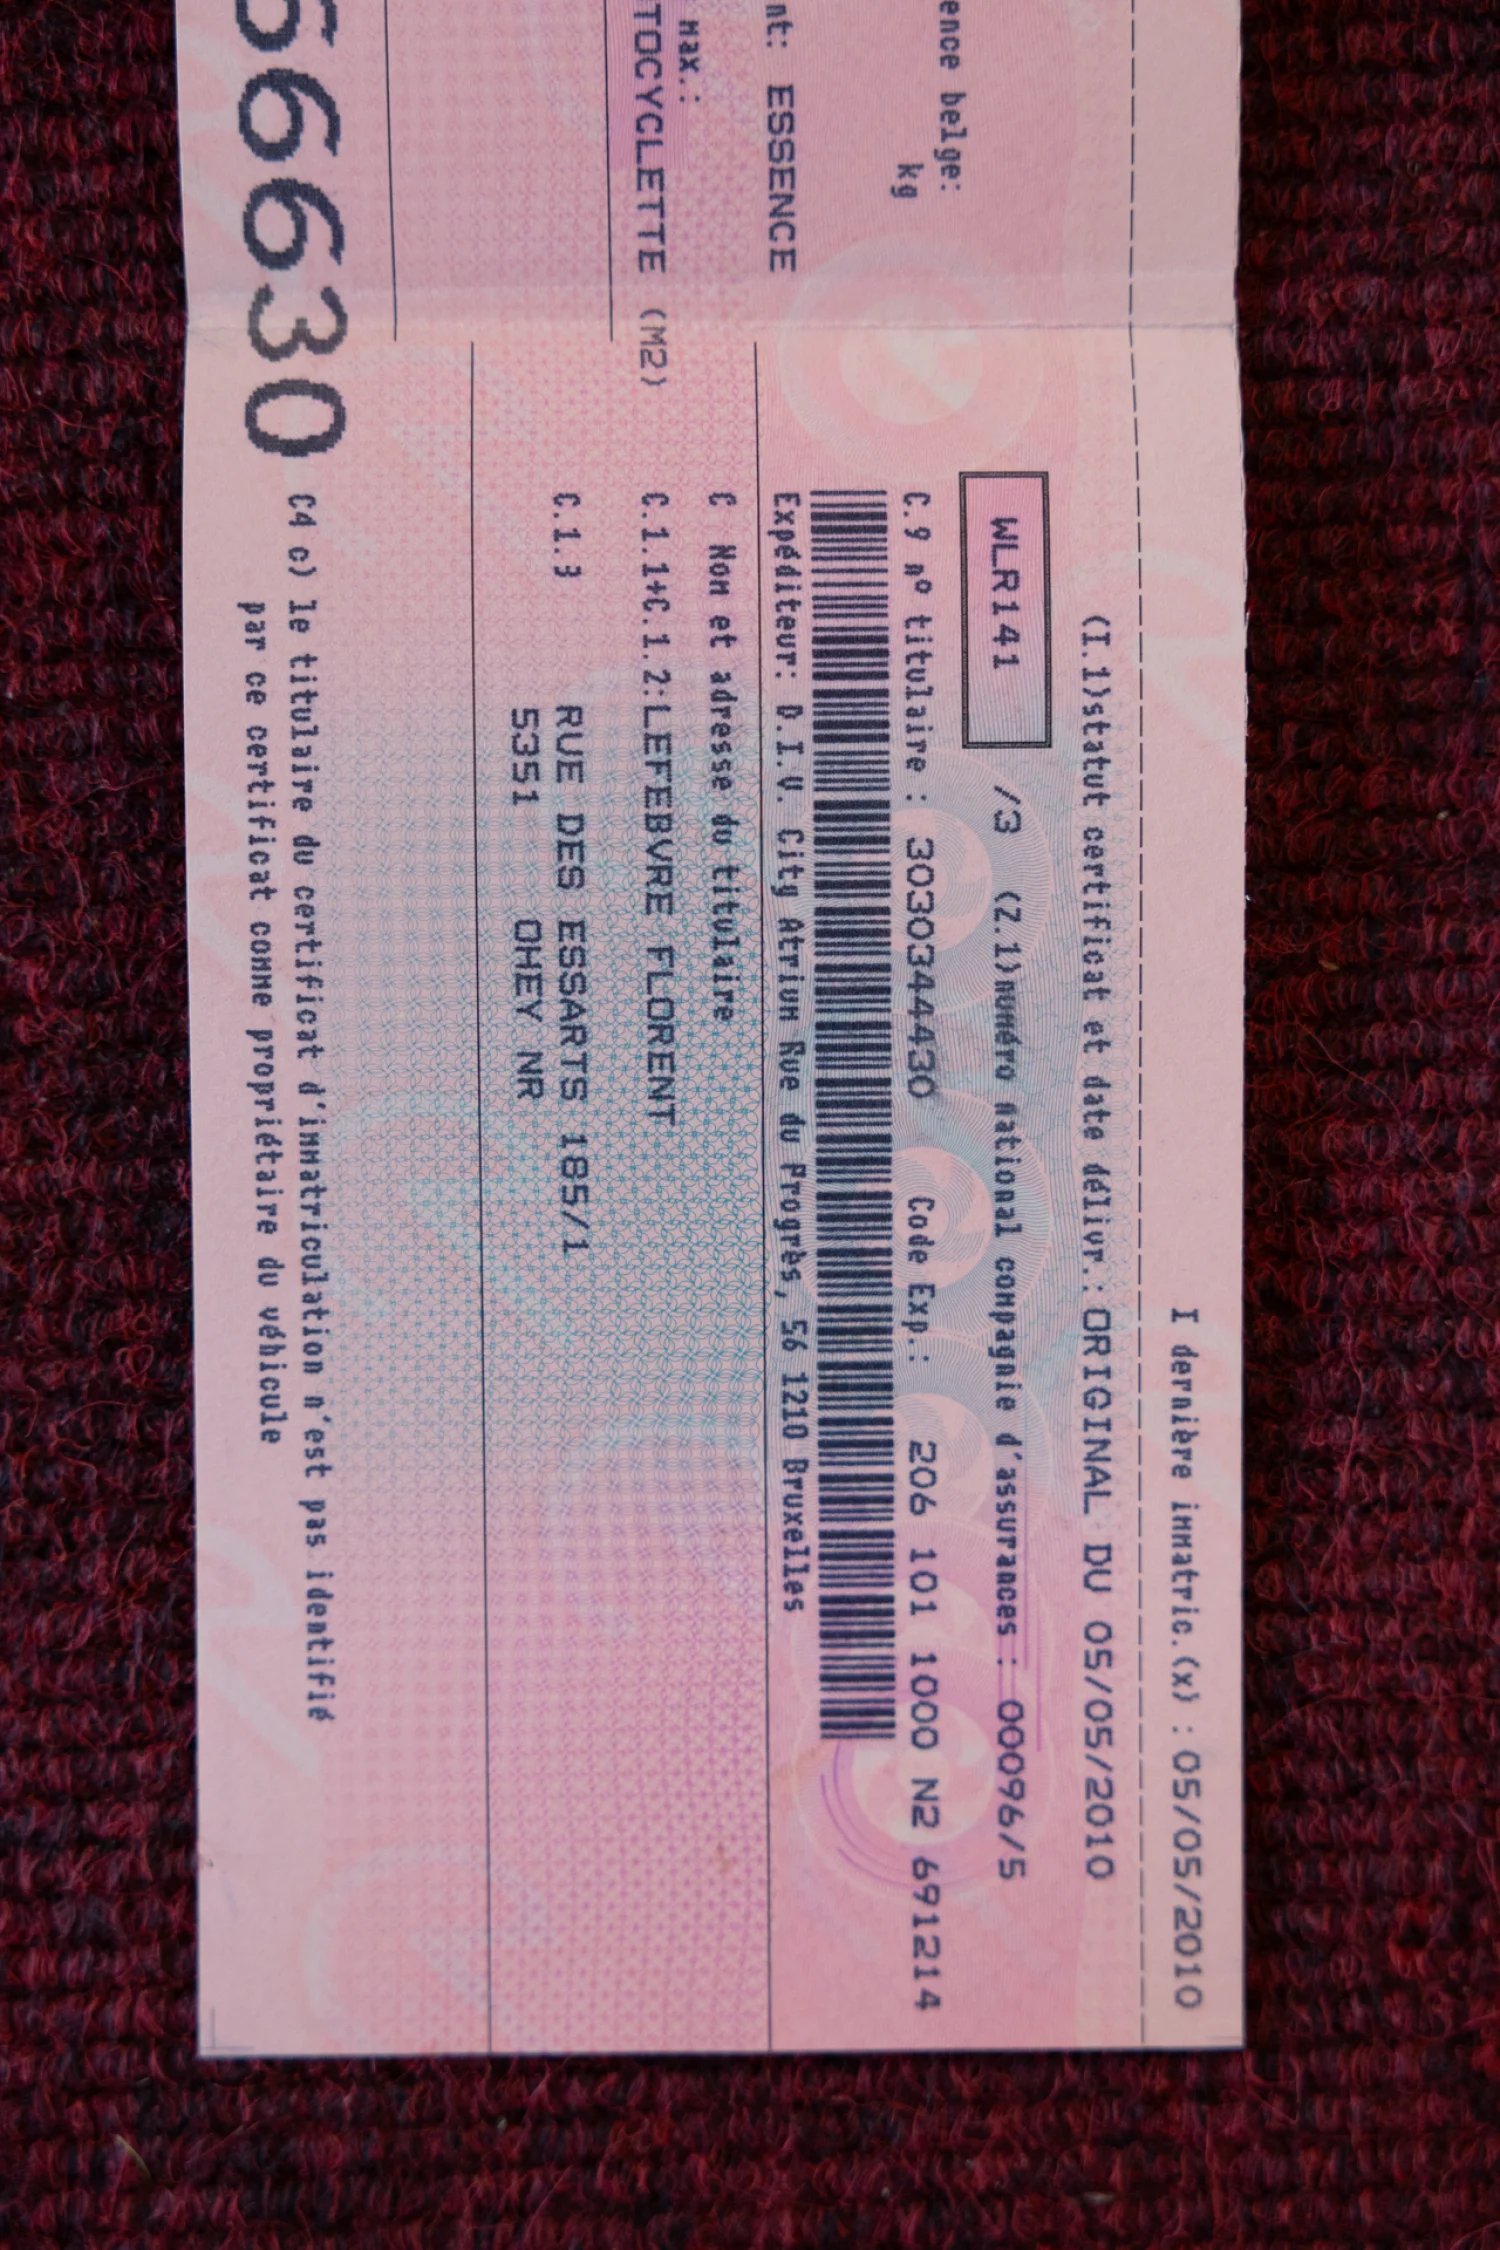 I dernière immatric.(x) : 05/05/2010
(I.1)statut certificat et date délivr.: ORIGINAL DU 05/05/2010
WLR141 /3 (Z.1)numéro national compagnie d'assurances : 00096/5
ence belge:
kg
C.9 nº titulaire : 3030344430 Code Exp.: 206 101 1000 N2 691214
nt: ESSENCE
Expéditeur: D.I.V. City Atrium Rue du Progrès, 56 1210 Bruxelles
max.:
C Nom et adresse du titulaire
TOCYCLETTE (M2)
C.1.1+C.1.2:LEFEBVRE FLORENT
C.1.3 RUE DES ESSARTS 185/1
5351 OHEY NR
6630
C4 c) le titulaire du certificat d'immatriculation n'est pas identifié
par ce certificat comme propriétaire du véhicule